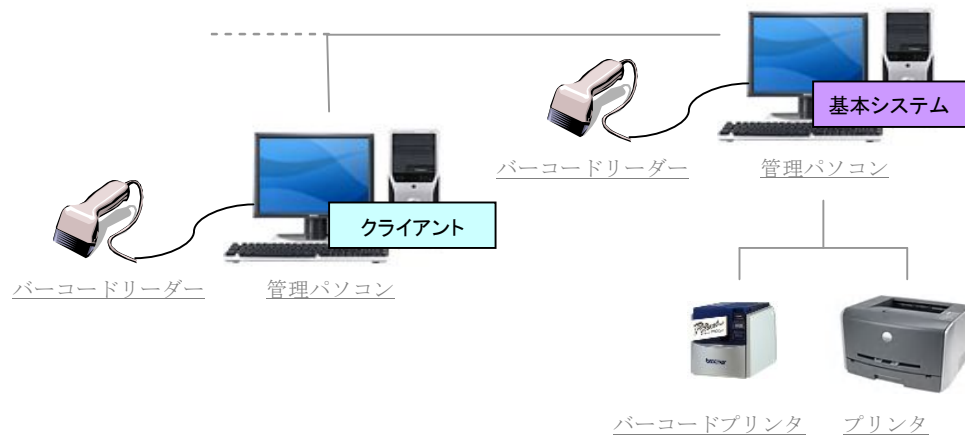 基本システム
バーコードリーダー
管理パソコン
クライアント
バーコードリーダー
管理パソコン
brother
バーコードプリンタ
プリンタ